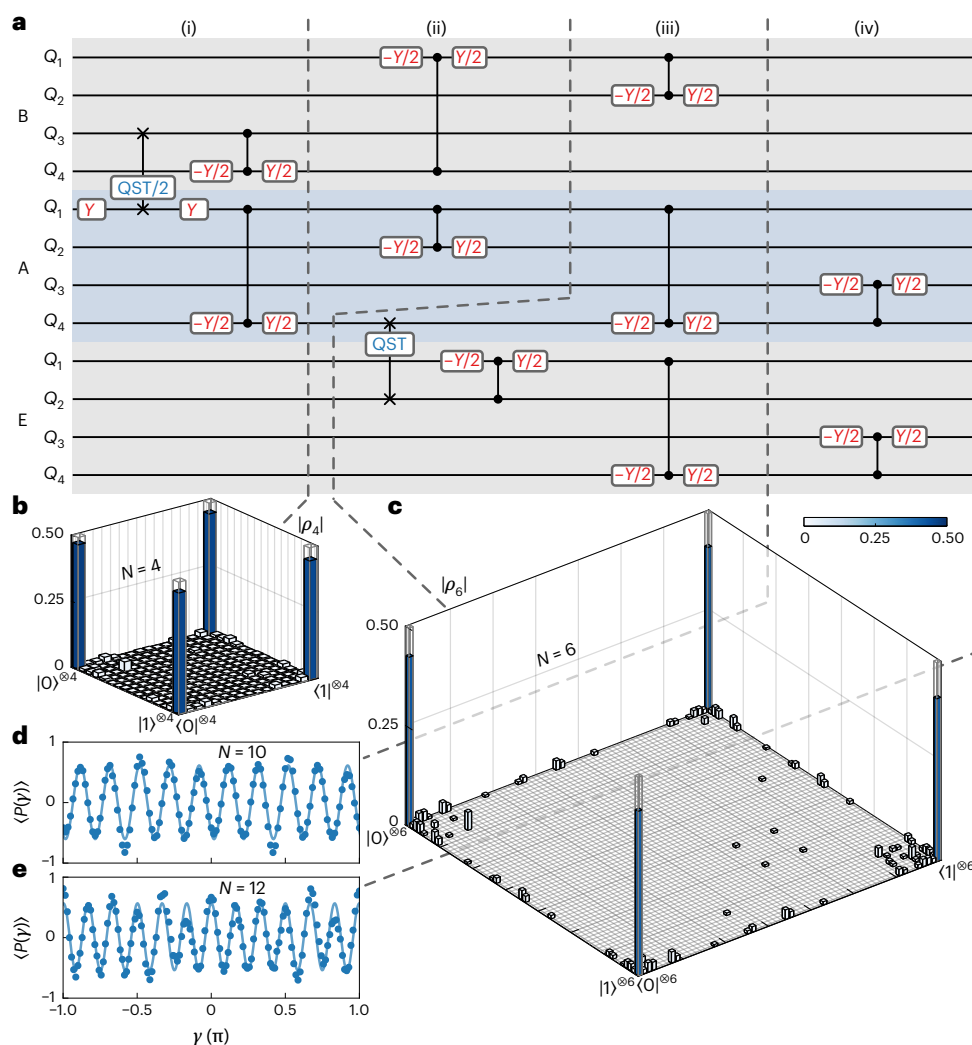 a
(i) (ii) (iii) (iv)
Q1 −Y/2 Y/2
Q2 −Y/2 Y/2
B
Q3
Q4 −Y/2 Y/2
QST/2
Q1 Y Y
Q2 −Y/2 Y/2
A
Q3 −Y/2 Y/2
Q4 −Y/2 Y/2 −Y/2 Y/2
QST
Q1 −Y/2 Y/2
Q2
E
Q3 −Y/2 Y/2
Q4 −Y/2 Y/2
b
0.50
|ρ4|
N = 4
0.25
0
|0⟩⊗4
|1⟩⊗4 ⟨0|⊗4
⟨1|⊗4
c
0 0.25 0.50
|ρ6|
0.50
N = 6
0.25
0
|0⟩⊗6
|1⟩⊗6 ⟨0|⊗6
⟨1|⊗6
d
N = 10
1
0
−1
⟨P(γ)⟩
e
N = 12
1
0
−1
⟨P(γ)⟩
−1.0 −0.5 0 0.5 1.0
γ (π)